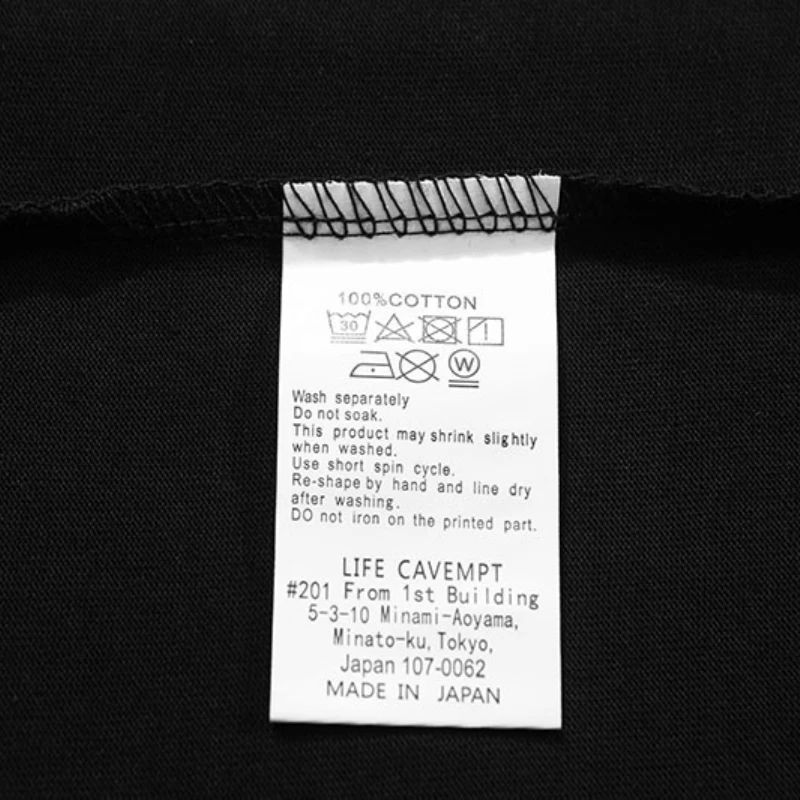 100%COTTON
30
W
Wash separately
Do not soak.
This product may shrink slightly
when washed.
Use short spin cycle.
Re-shape by hand and line dry
after washing.
DO not iron on the printed part.
LIFE CAVEMPT
#201 From 1st Building
5-3-10 Minami-Aoyama,
Minato-ku, Tokyo,
Japan 107-0062
MADE IN JAPAN